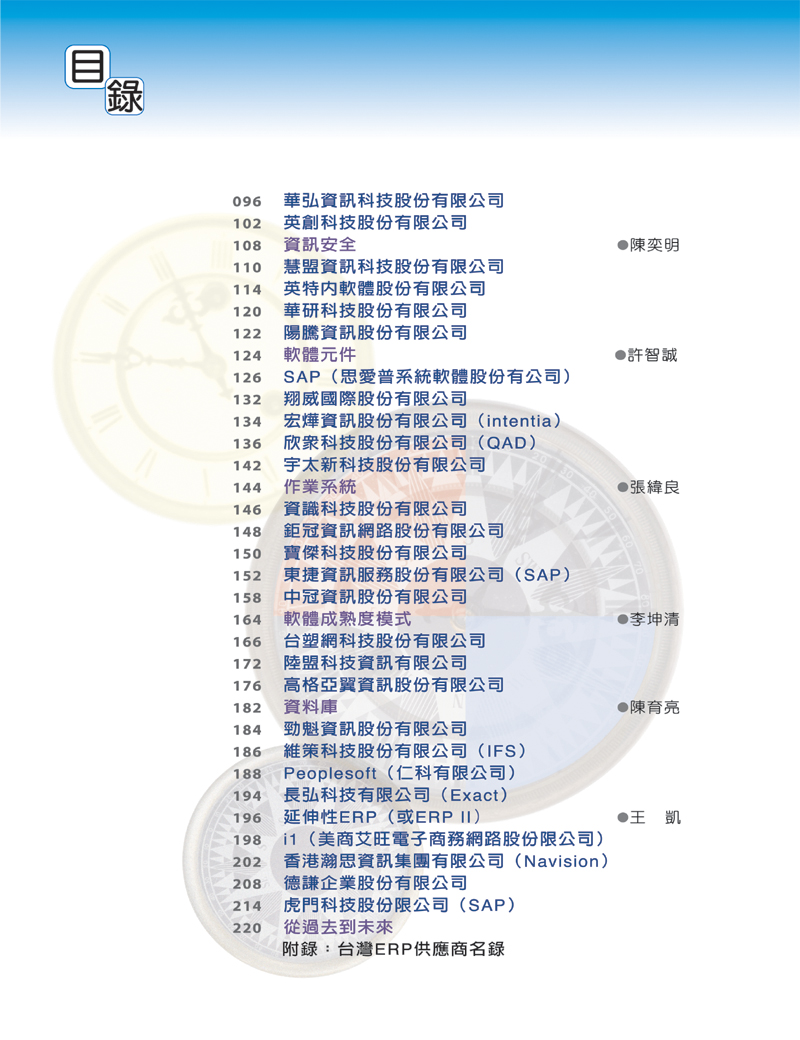 目錄
096 華弘資訊科技股份有限公司
102 英創科技股份有限公司
108 資訊安全 ●陳奕明
110 慧盟資訊科技股份有限公司
114 英特內軟體股份有限公司
120 華研科技股份有限公司
122 陽騰資訊股份有限公司
124 軟體元件 ●許智誠
126 SAP（思愛普系統軟體股份有公司）
132 翔威國際股份有限公司
134 宏燁資訊股份有限公司（intentia）
136 欣衆科技股份有限公司（QAD）
142 宇太新科技股份有限公司
144 作業系統 ●張緯良
146 資識科技股份有限公司
148 鉅冠資訊網路股份有限公司
150 寶傑科技股份有限公司
152 東捷資訊服務股份有限公司（SAP）
158 中冠資訊股份有限公司
164 軟體成熟度模式 ●李坤清
166 台塑網科技股份有限公司
172 陸盟科技資訊有限公司
176 高格亞翼資訊股份有限公司
182 資料庫 ●陳育亮
184 勁魁資訊股份有限公司
186 維策科技股份有限公司（IFS）
188 Peoplesoft（仁科有限公司）
194 長弘科技有限公司（Exact）
196 延伸性ERP（或ERP II） ●王　凱
198 i1（美商艾旺電子商務網路股份限公司）
202 香港瀚思資訊集團有限公司（Navision）
208 德謙企業股份有限公司
214 虎門科技股份限公司（SAP）
220 從過去到未來
附錄：台灣ERP供應商名錄